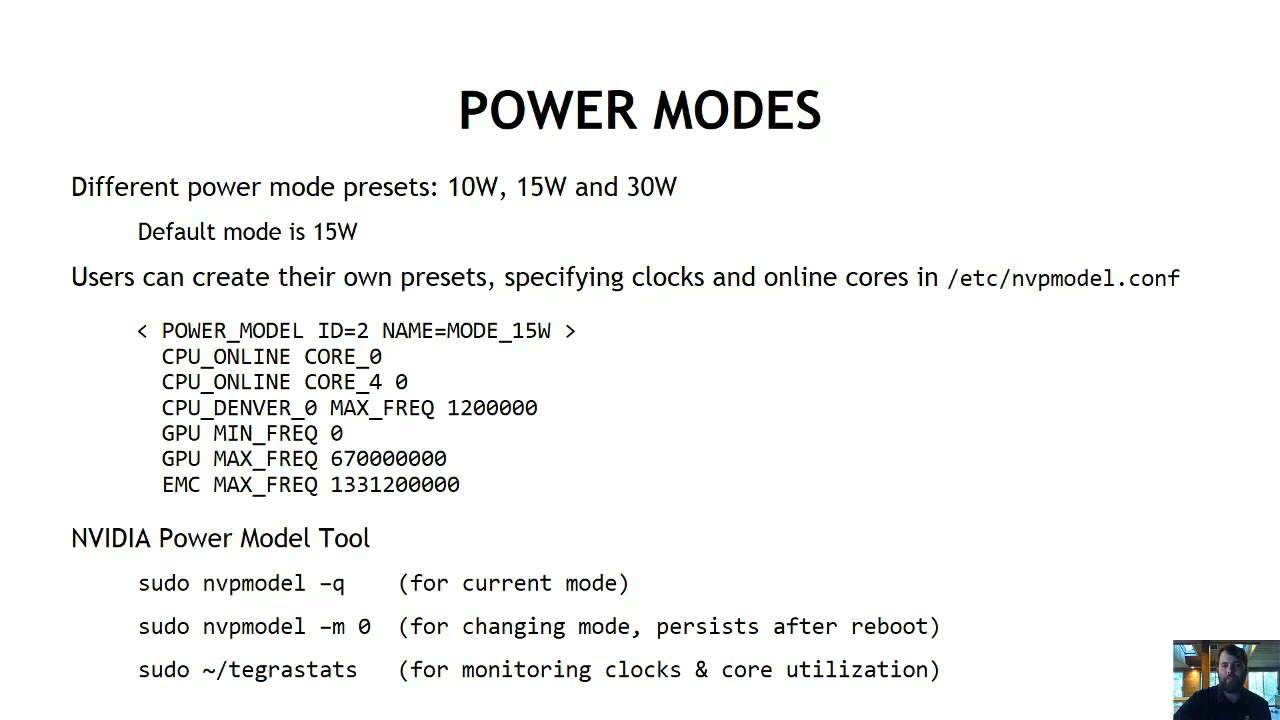 POWER MODES
Different power mode presets: 10W, 15W and 30W
Default mode is 15W
Users can create their own presets, specifying clocks and online cores in /etc/nvpmodel.conf
< POWER_MODEL ID=2 NAME=MODE_15W >
CPU_ONLINE CORE_0
CPU_ONLINE CORE_4 0
CPU_DENVER_0 MAX_FREQ 1200000
GPU MIN_FREQ 0
GPU MAX_FREQ 670000000
EMC MAX_FREQ 1331200000
NVIDIA Power Model Tool
sudo nvpmodel –q (for current mode)
sudo nvpmodel –m 0 (for changing mode, persists after reboot)
sudo ~/tegrastats (for monitoring clocks & core utilization)